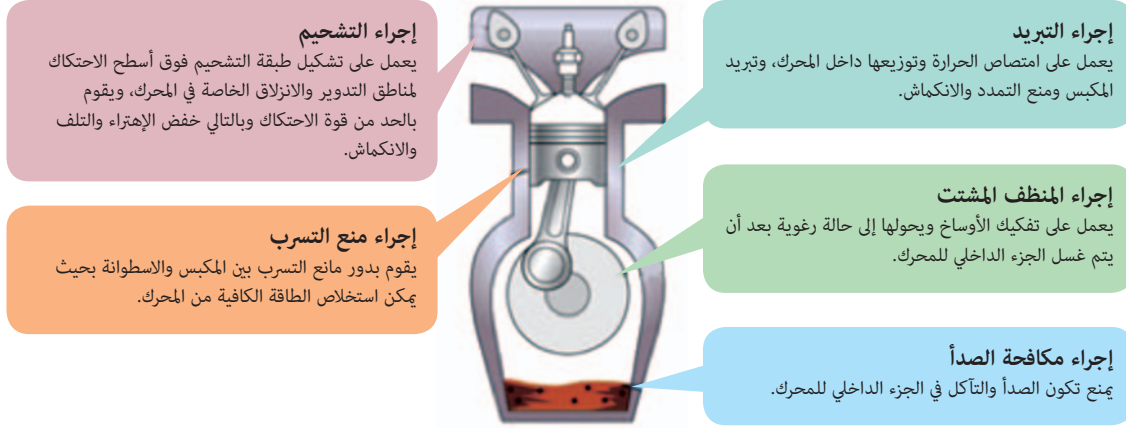 إجراء التبريد
يعمل على امتصاص الحرارة وتوزيعها داخل المحرك، وتبريد
المكبس ومنع التمدد والانكماش.
إجراء المنظف المشتت
يعمل على تفكيك الأوساخ ويحولها إلى حالة رغوية بعد أن
يتم غسل الجزء الداخلي للمحرك.
إجراء مكافحة الصدأ
يمنع تكون الصدأ والتآكل في الجزء الداخلي للمحرك.
إجراء التشحيم
يعمل على تشكيل طبقة التشحيم فوق أسطح الاحتكاك
لمناطق التدوير والانزلاق الخاصة في المحرك، ويقوم
بالحد من قوة الاحتكاك وبالتالي خفض الإهتراء والتلف
والانكماش.
إجراء منع التسرب
يقوم بدور مانع التسرب بين المكبس والاسطوانة بحيث
يمكن استخلاص الطاقة الكافية من المحرك.